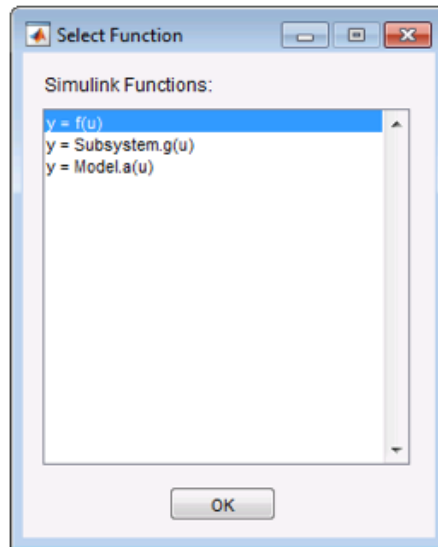 Select Function
Simulink Functions:
y = f(u)
y = Subsystem.g(u)
y = Model.a(u)
OK